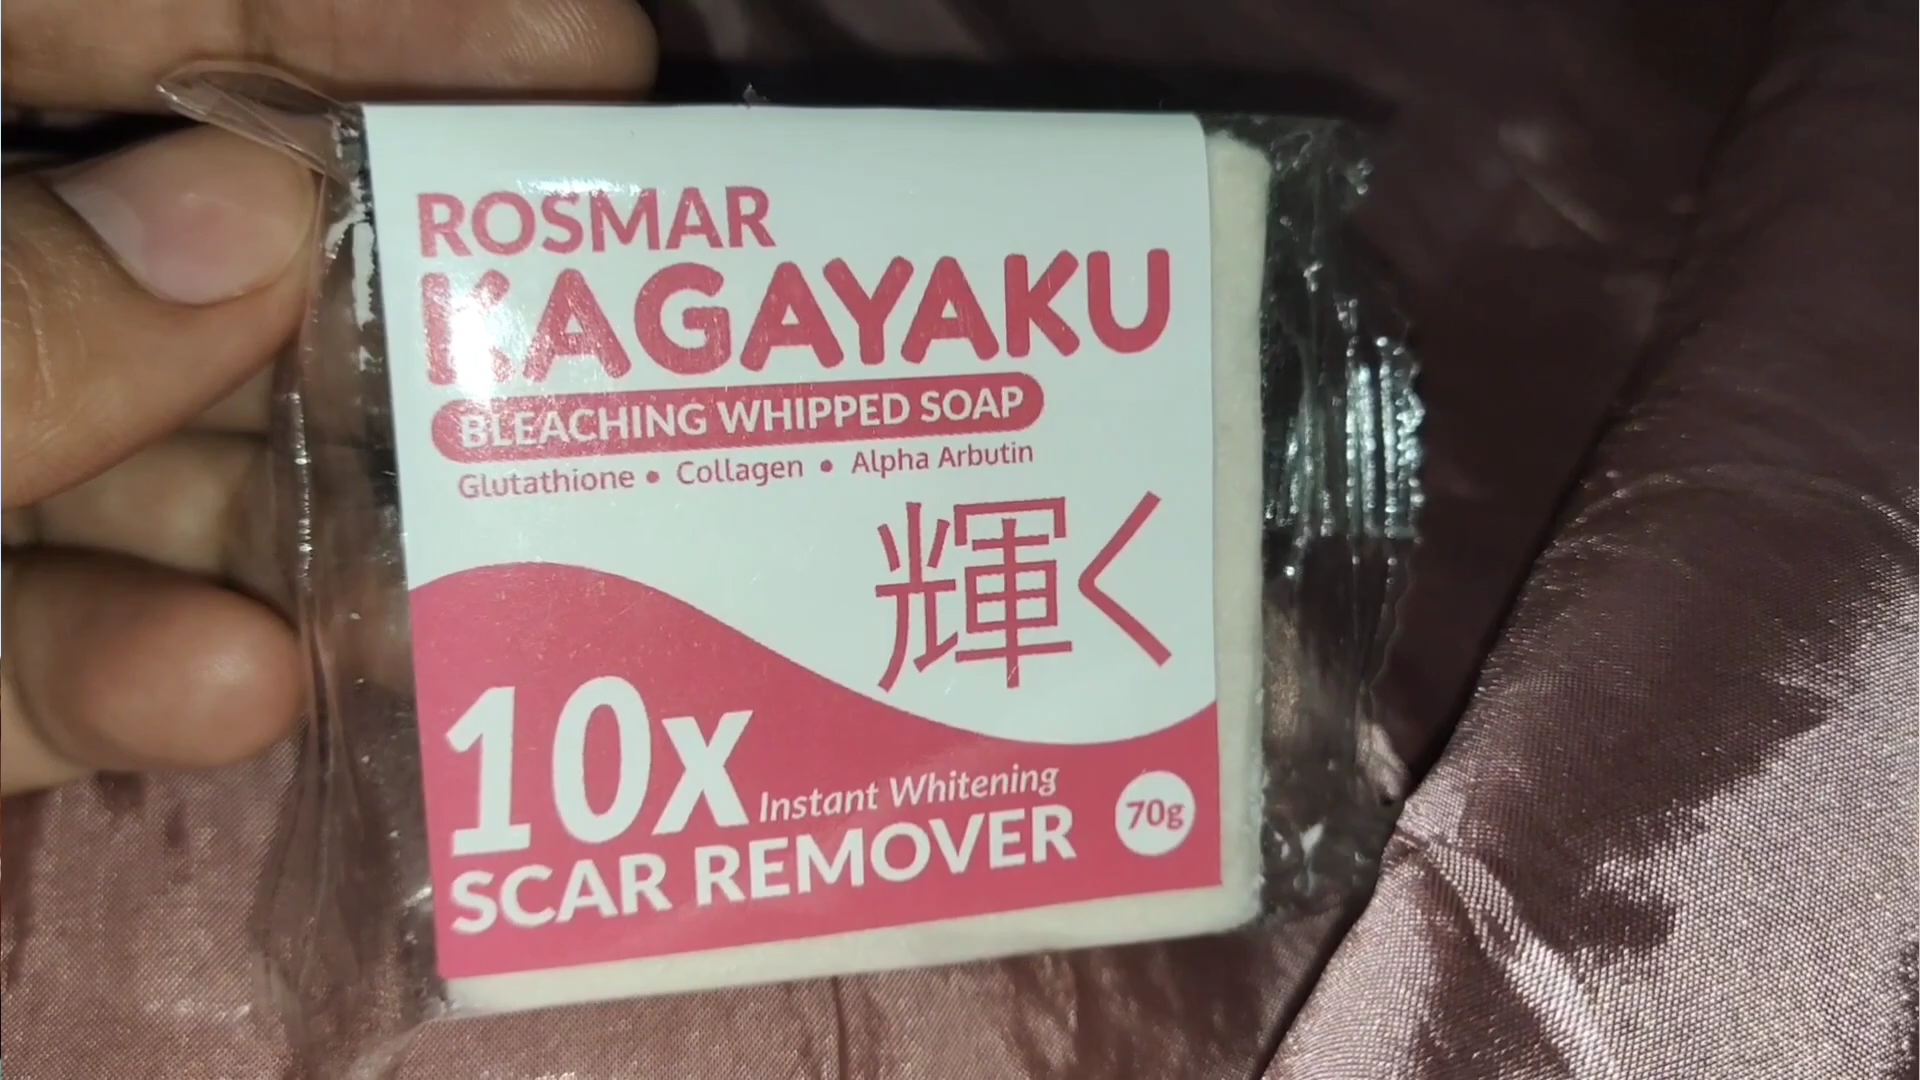 ROSMAR
KAGAYAKU
BLEACHING WHIPPED SOAP
Glutathione • Collagen • Alpha Arbutin
輝く
10x Instant Whitening
SCAR REMOVER
70g